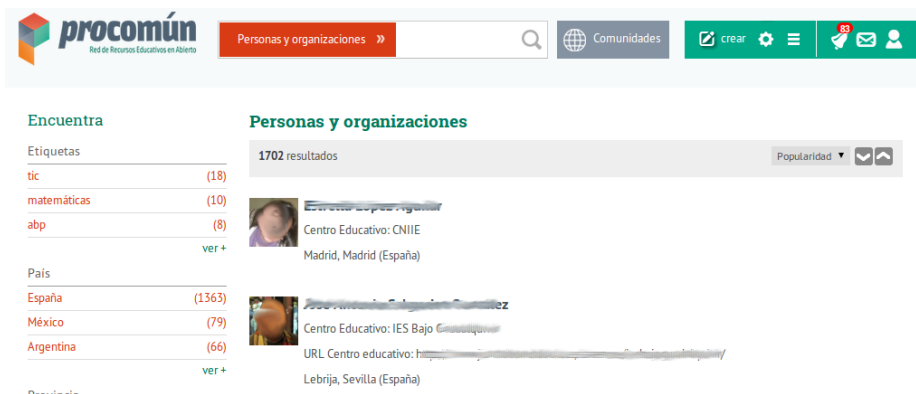 procomún
Red de Recursos Educativos en Abierto
Personas y organizaciones »
Comunidades
crear
83
Encuentra
Etiquetas
tic (18)
matemáticas (10)
abp (8)
ver +
País
España (1363)
México (79)
Argentina (66)
ver +
Personas y organizaciones
1702 resultados
Popularidad ▼
Centro Educativo: CNIIE
Madrid, Madrid (España)
Centro Educativo: IES Bajo
URL Centro educativo:
Lebrija, Sevilla (España)